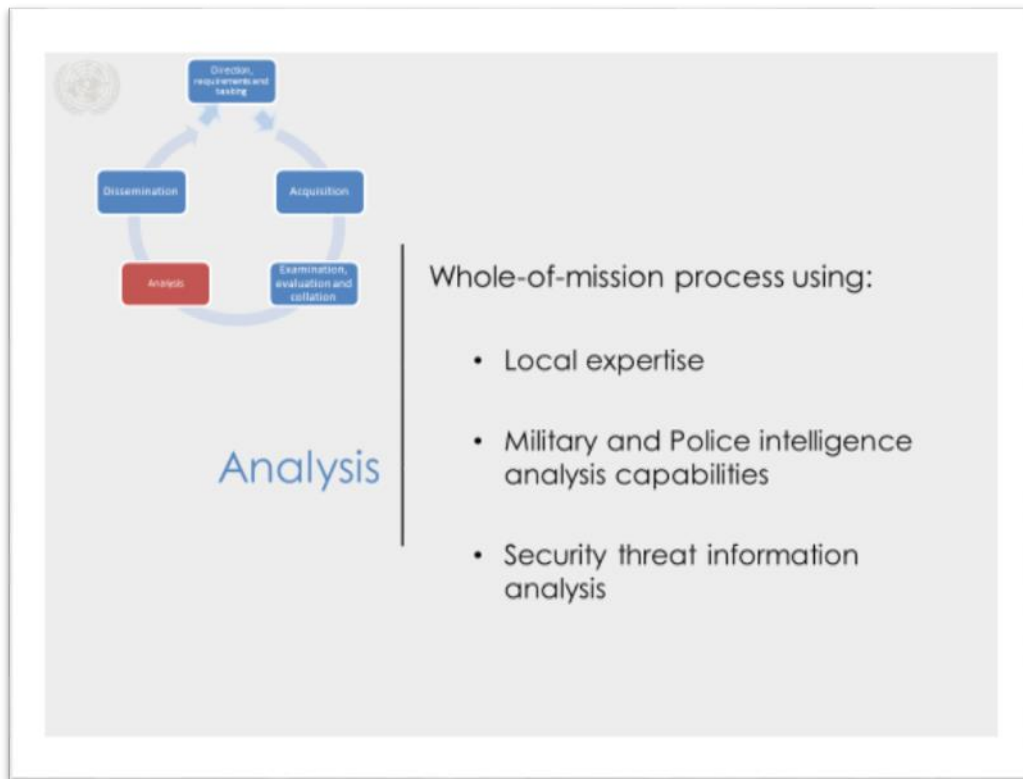 Direction,
requirements and
tasking
Dissemination
Acquisition
Analysis
Examination,
evaluation and
collation
Whole-of-mission process using:
• Local expertise
Analysis
• Military and Police intelligence
analysis capabilities
• Security threat information
analysis